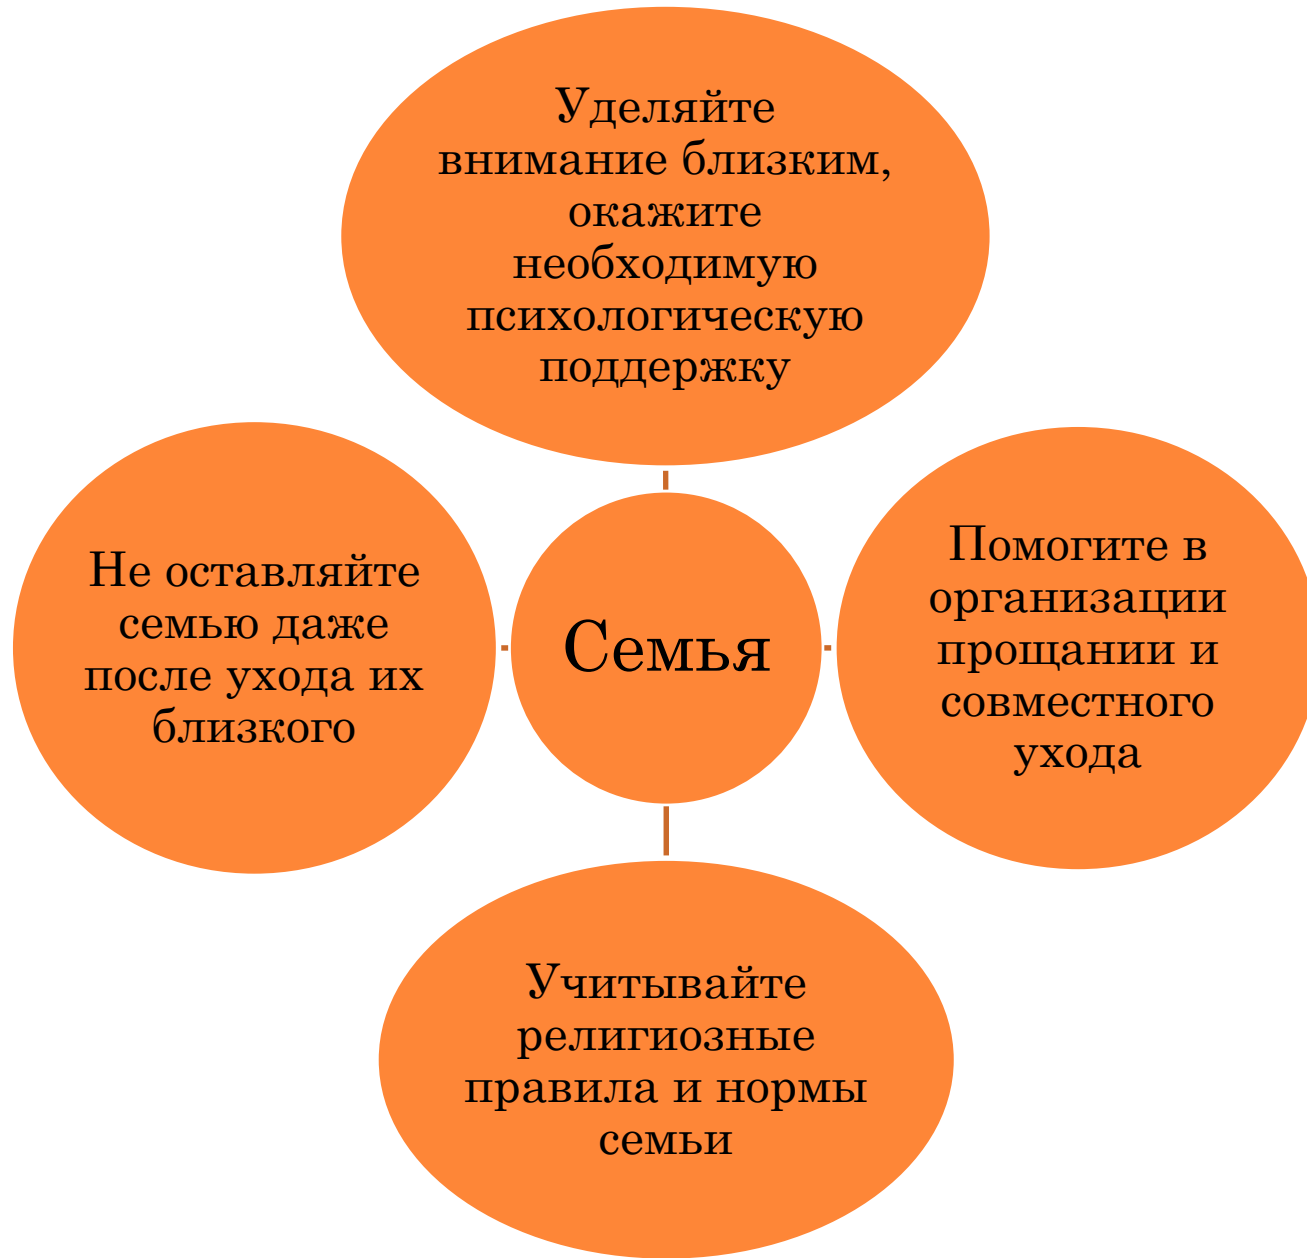 Уделяйте
внимание близким,
окажите
необходимую
психологическую
поддержку
Не оставляйте
семью даже
после ухода их
близкого
Семья
Помогите в
организации
прощании и
совместного
ухода
Учитывайте
религиозные
правила и нормы
семьи